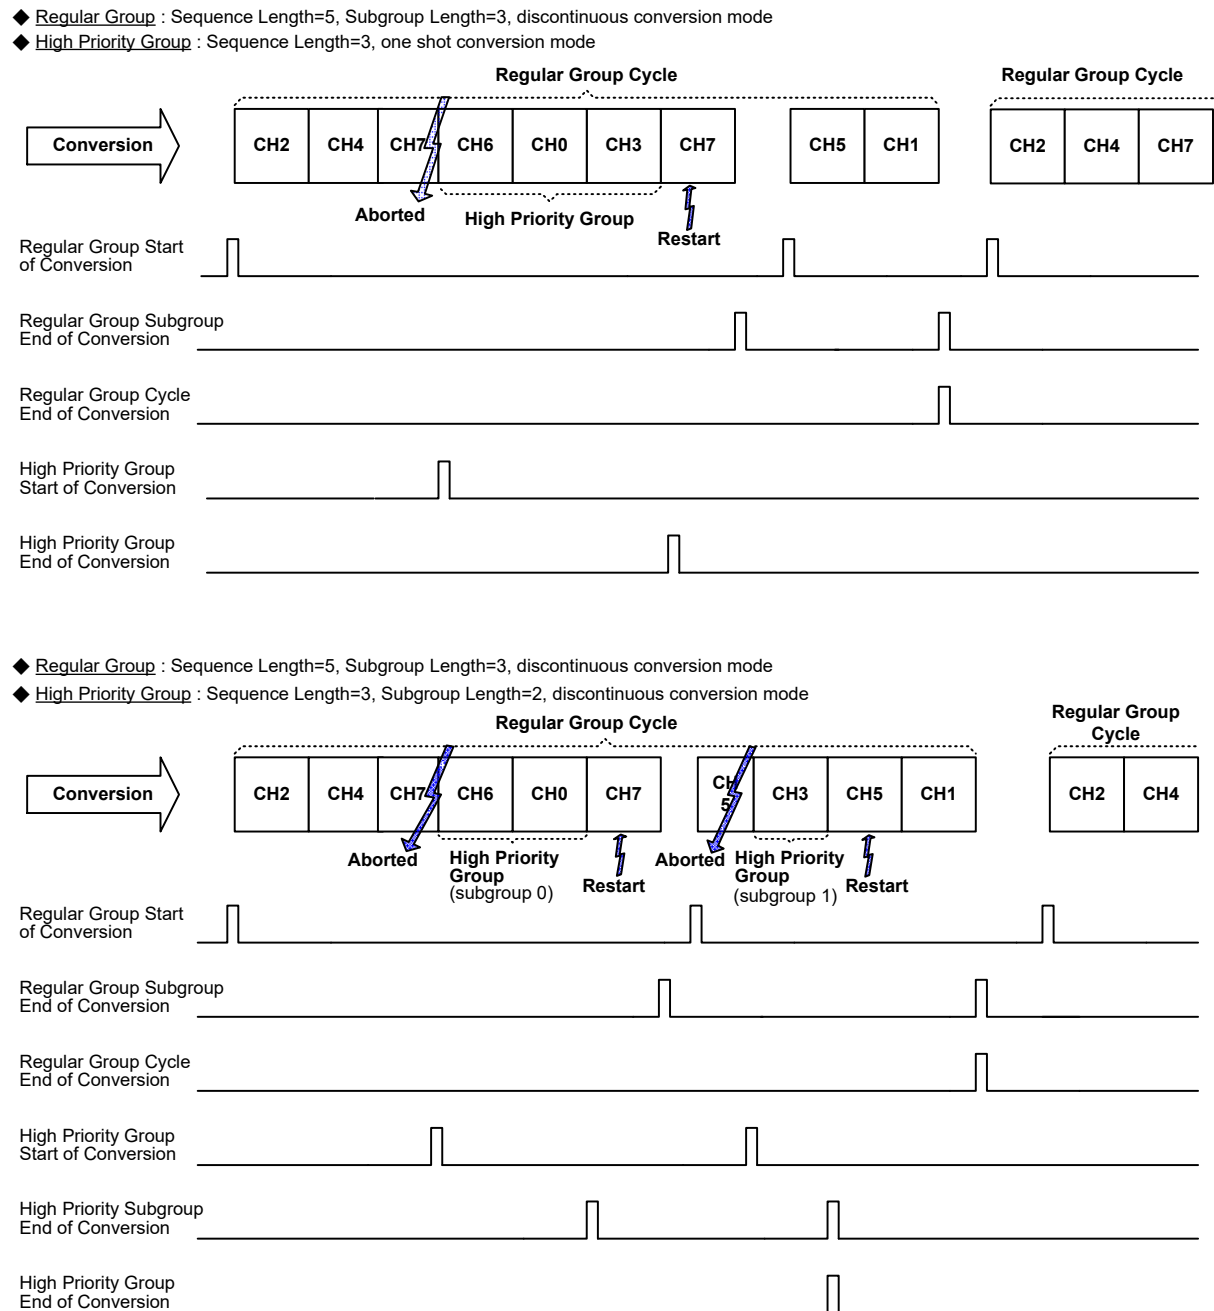 ◆ Regular Group : Sequence Length=5, Subgroup Length=3, discontinuous conversion mode
◆ High Priority Group : Sequence Length=3, one shot conversion mode
Regular Group Cycle
Regular Group Cycle
Conversion
CH2 CH4 CH7 CH6 CH0 CH3 CH7 CH5 CH1 CH2 CH4 CH7
Aborted
High Priority Group
Restart
Regular Group Start
of Conversion
Regular Group Subgroup
End of Conversion
Regular Group Cycle
End of Conversion
High Priority Group
Start of Conversion
High Priority Group
End of Conversion
◆ Regular Group : Sequence Length=5, Subgroup Length=3, discontinuous conversion mode
◆ High Priority Group : Sequence Length=3, Subgroup Length=2, discontinuous conversion mode
Regular Group Cycle
Regular Group
Cycle
Conversion
CH2 CH4 CH7 CH6 CH0 CH7 CH
5 CH3 CH5 CH1 CH2 CH4
Aborted
High Priority
Group
(subgroup 0)
Restart
Aborted
High Priority
Group
(subgroup 1)
Restart
Regular Group Start
of Conversion
Regular Group Subgroup
End of Conversion
Regular Group Cycle
End of Conversion
High Priority Group
Start of Conversion
High Priority Subgroup
End of Conversion
High Priority Group
End of Conversion